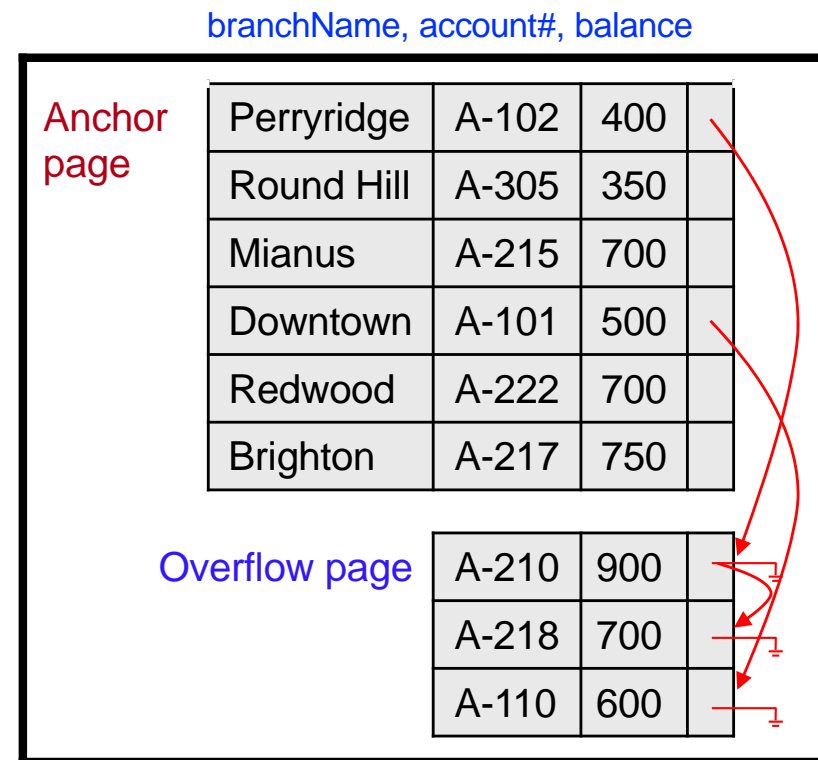 branchName, account#, balance
Anchor
page
Perryridge A-102 400
Round Hill A-305 350
Mianus A-215 700
Downtown A-101 500
Redwood A-222 700
Brighton A-217 750
Overflow page A-210 900
A-218 700
A-110 600